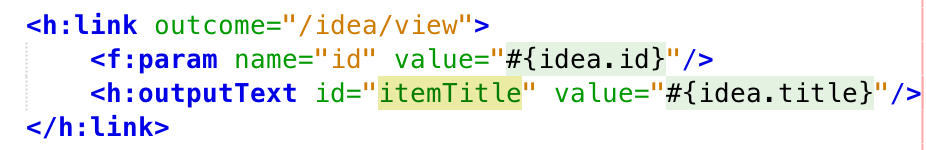 <h:link outcome="/idea/view">
<f:param name="id" value="#{idea.id}"/>
<h:outputText id="itemTitle" value="#{idea.title}"/>
</h:link>